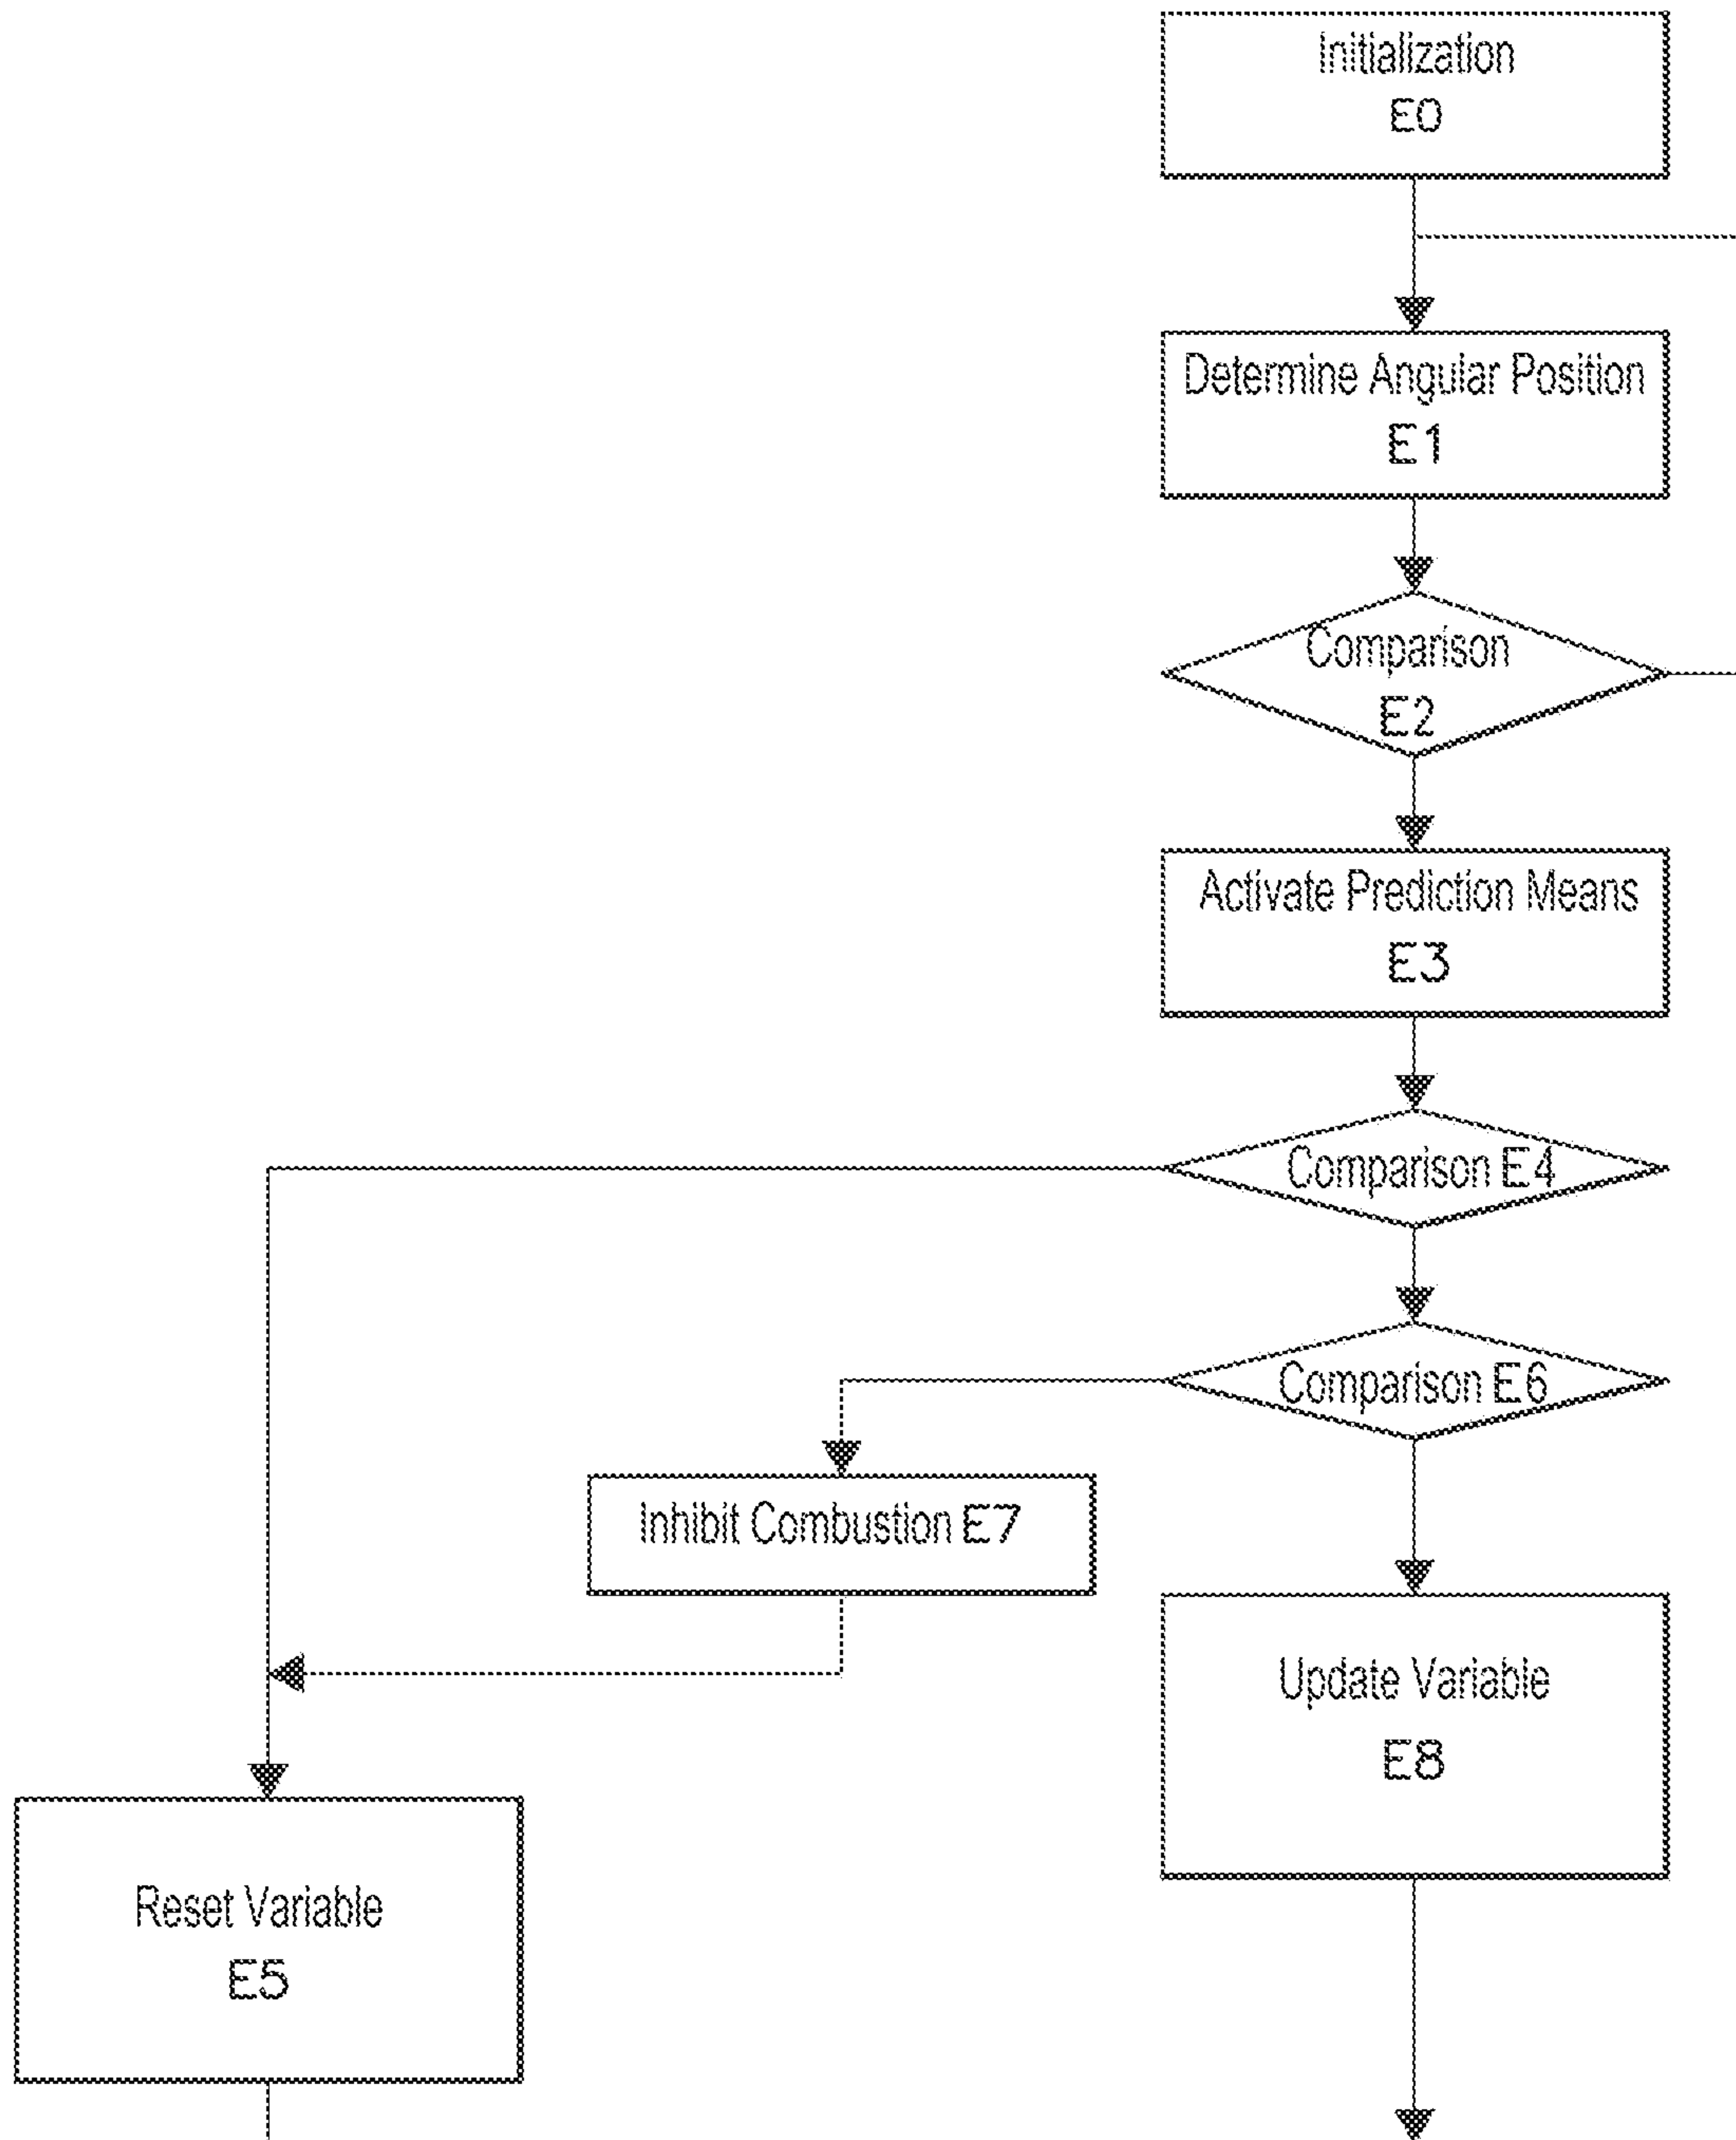 Initialization
E0
Determine Angular Position
E1
Comparison
E2
Activate Prediction Means
E3
Comparison E4
Comparison E6
Inhibit Combustion E7
Update Variable
E8
Reset Variable
E5